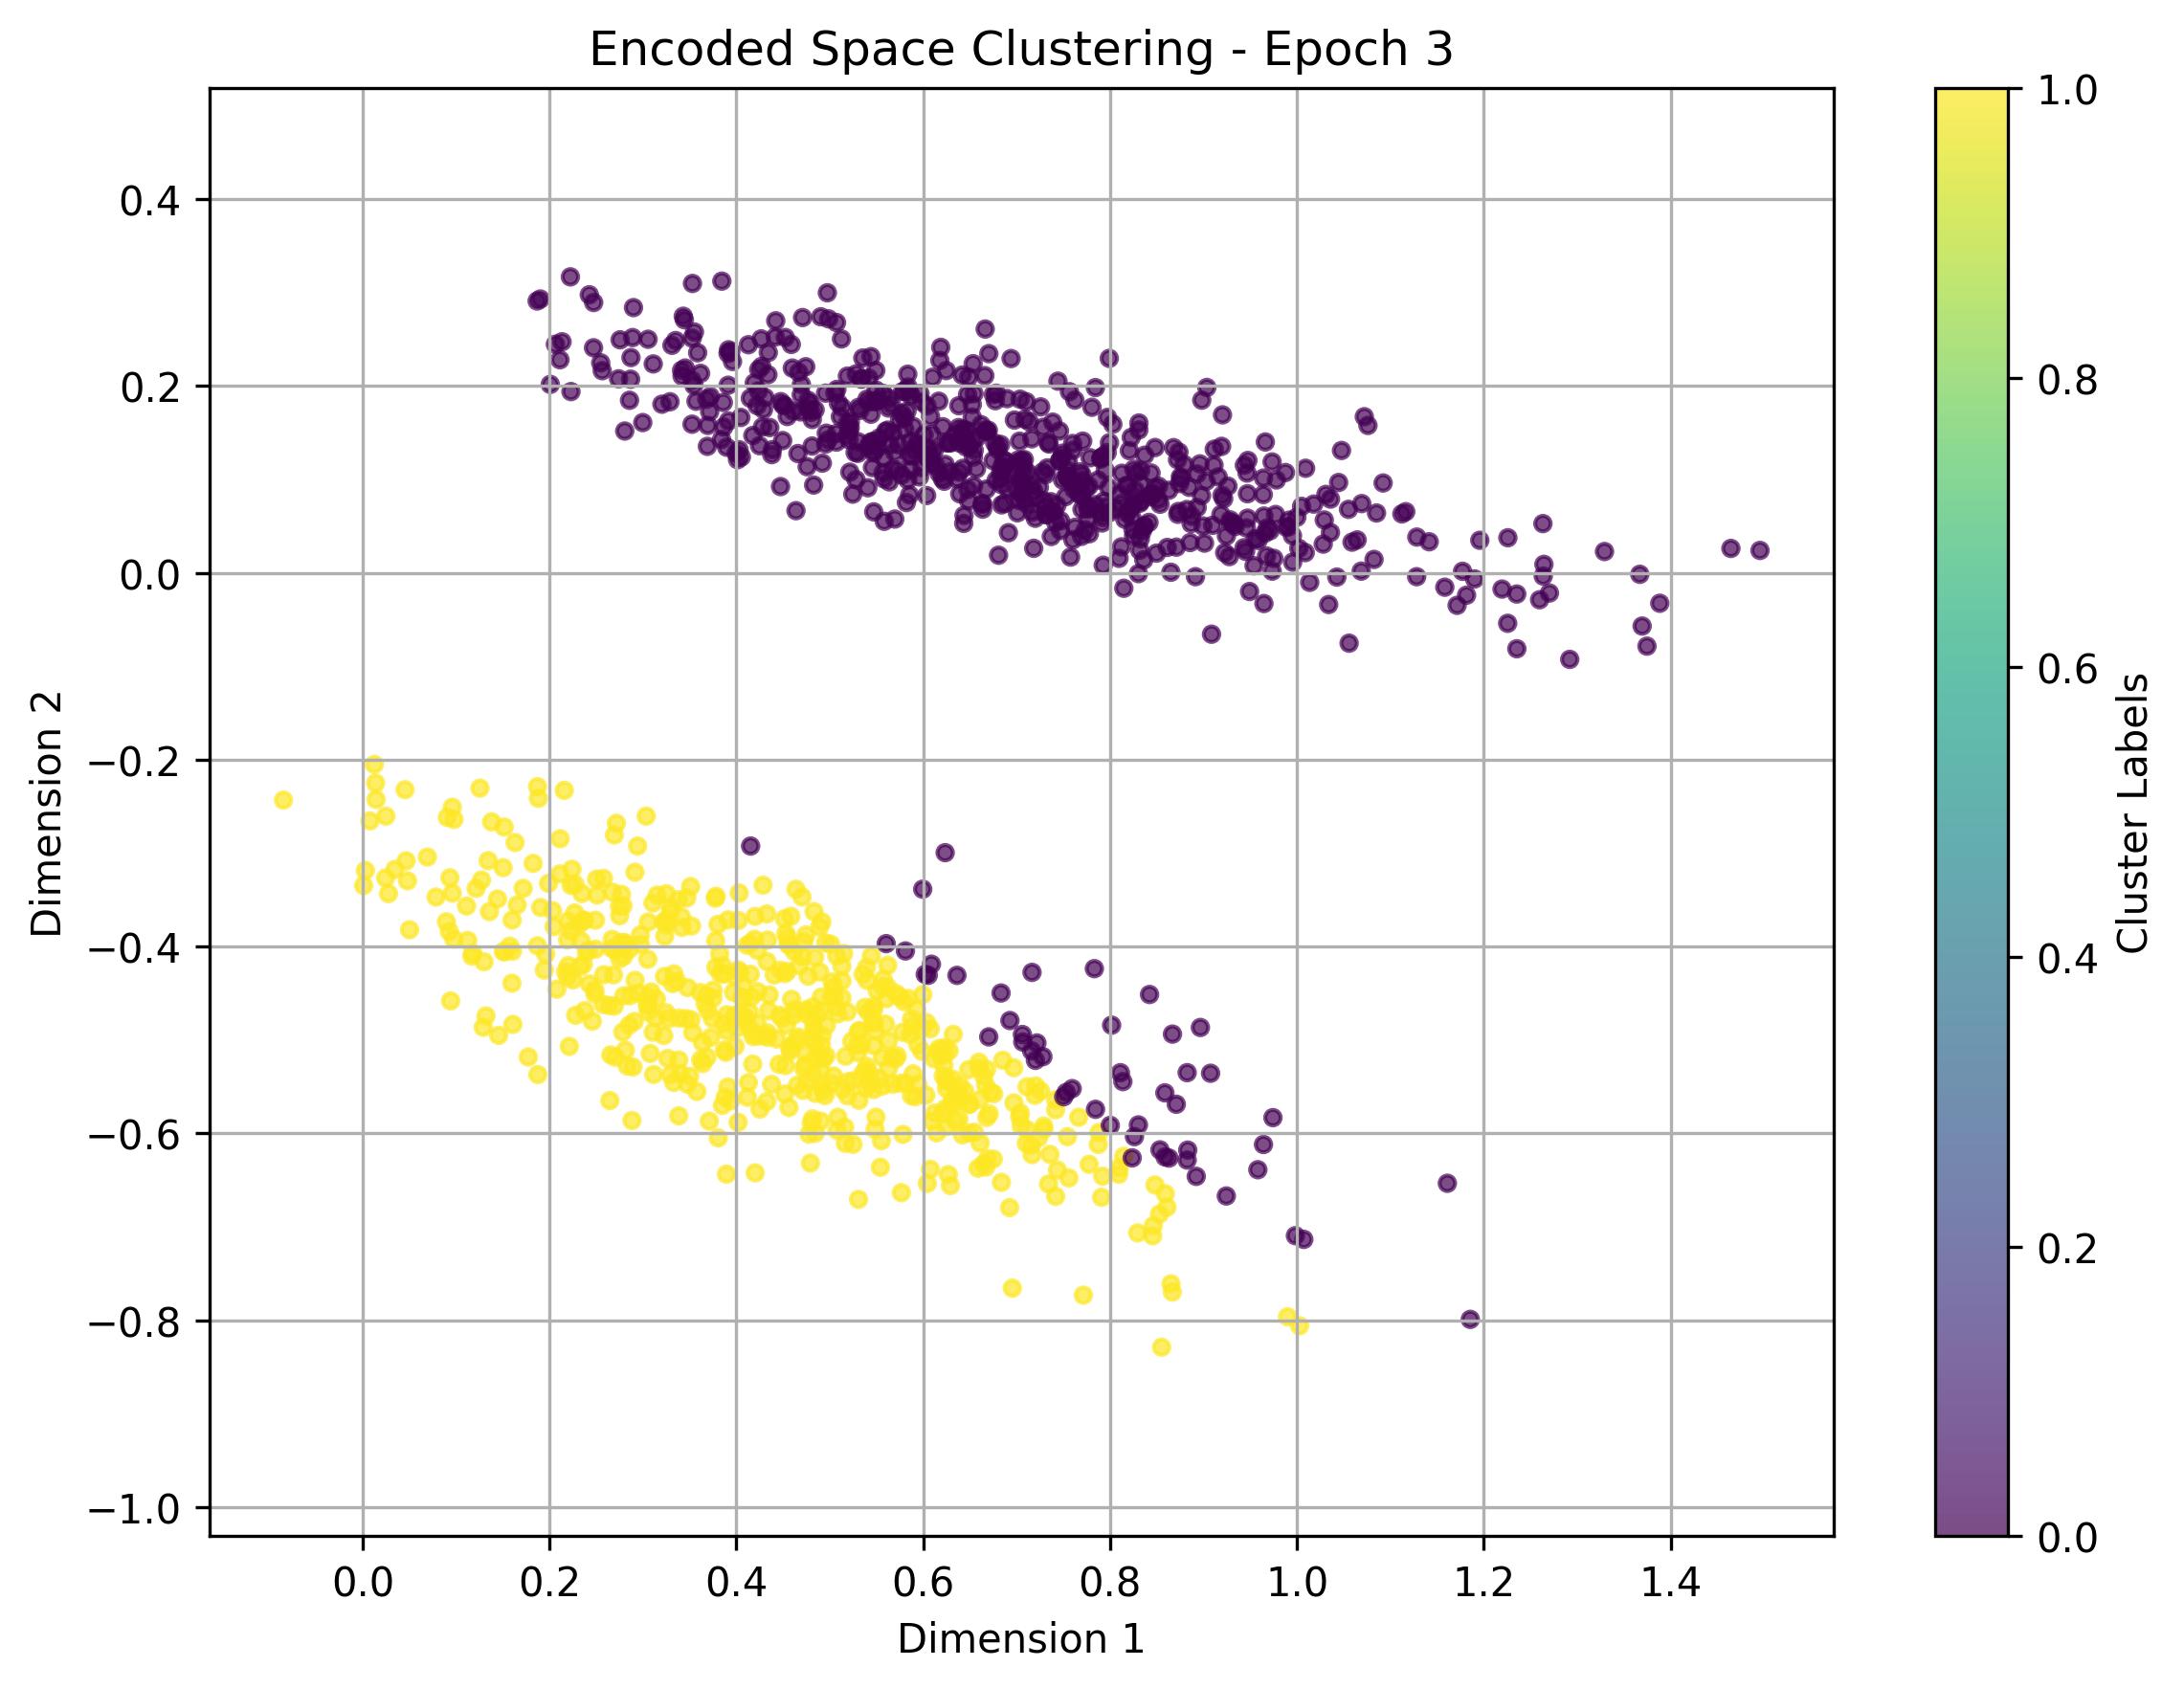 Encoded Space Clustering - Epoch 3
1.0
0.8
0.6
0.4
0.2
0.0
Cluster Labels
0.4
0.2
0.0
−0.2
−0.4
−0.6
−0.8
−1.0
Dimension 2
0.0 0.2 0.4 0.6 0.8 1.0 1.2 1.4
Dimension 1